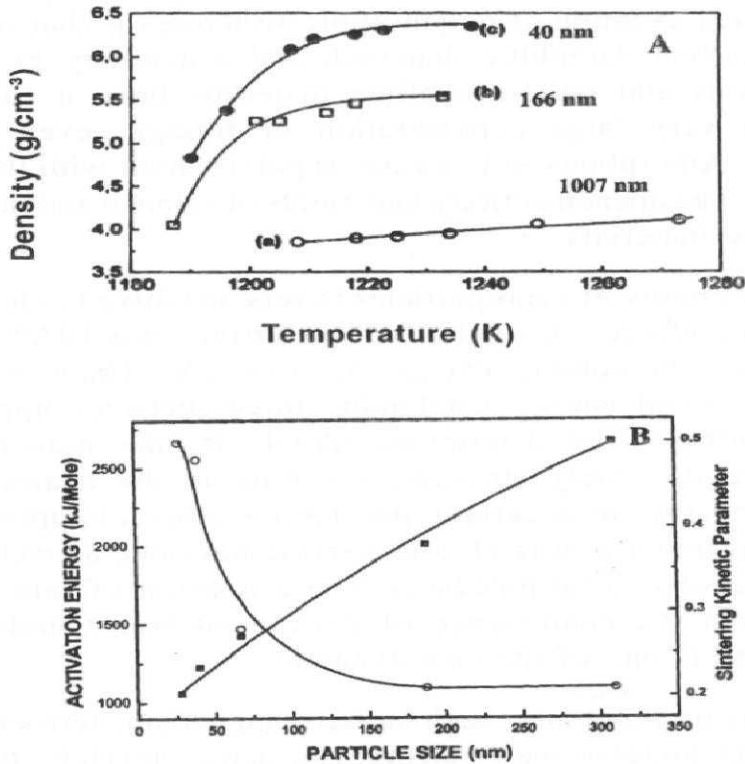 6.5
(c)
40 nm
A
6.0
5.5
(b)
166 nm
5.0
4.5
1007 nm
4.0
(a)
3.5
1180
1200
1220
1240
1260
1280
Density (g/cm-3)
Temperature (K)
B
2500
2000
1500
1000
0.5
0.4
0.3
0.2
0
50
100
150
200
250
300
350
ACTIVATION ENERGY (KJ/Mole)
Sintering Kinetic Parameter
PARTICLE SIZE (nm)